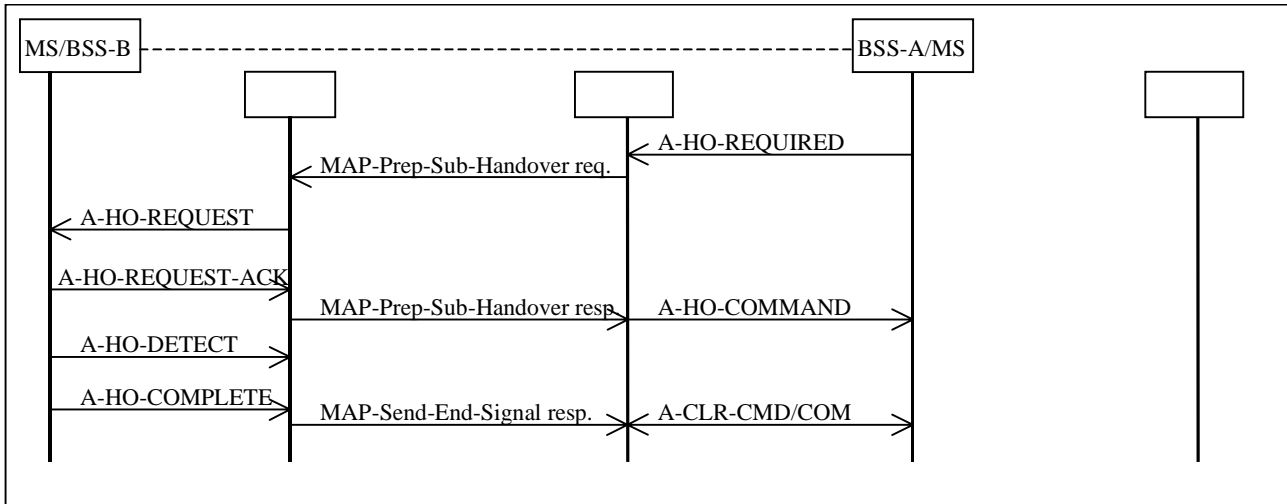 MS/BSS-B
BSS-A/MS
A-HO-REQUIRED
MAP-Prep-Sub-Handover req.
A-HO-REQUEST
A-HO-REQUEST-ACK
MAP-Prep-Sub-Handover resp.
A-HO-COMMAND
A-HO-DETECT
A-HO-COMPLETE
MAP-Send-End-Signal resp.
A-CLR-CMD/COM